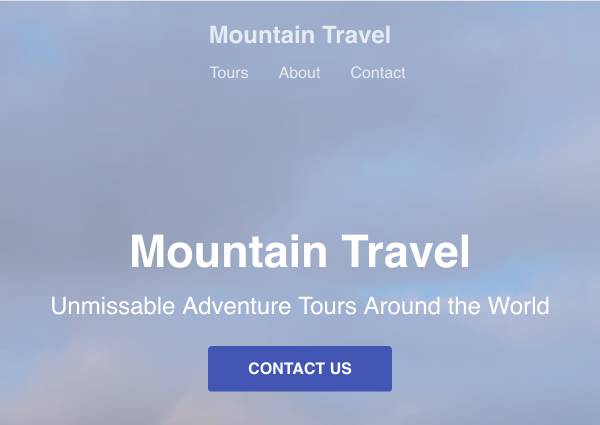 Mountain Travel
Tours About Contact
Mountain Travel
Unmissable Adventure Tours Around the World
CONTACT US